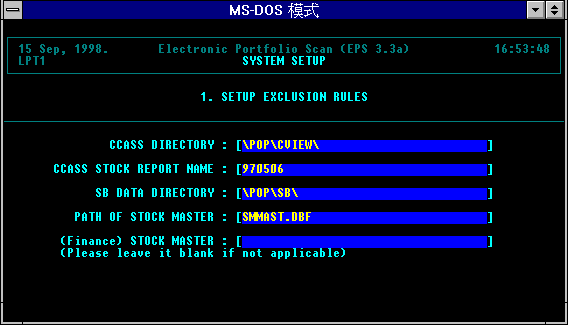 MS-DOS 模式
15 Sep, 1998. Electronic Portfolio Scan (EPS 3.3a) 16:53:48
LPT1 SYSTEM SETUP
1. SETUP EXCLUSION RULES
CCASS DIRECTORY : [\POP\CVIEW\ ]
CCASS STOCK REPORT NAME : [970506 ]
SB DATA DIRECTORY : [\POP\SB\ ]
PATH OF STOCK MASTER : [SMMAST.DBF ]
(Finance) STOCK MASTER : [ ]
(Please leave it blank if not applicable)